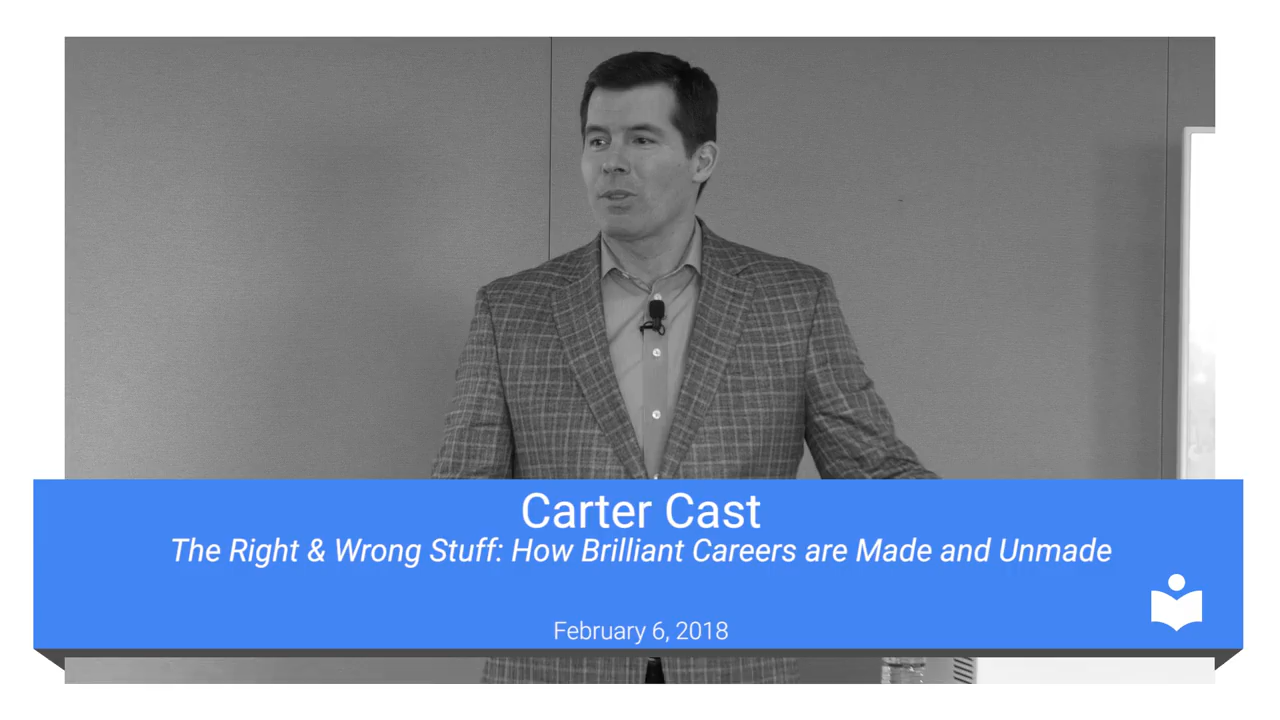 Carter Cast
The Right & Wrong Stuff: How Brilliant Careers are Made and Unmade
February 6, 2018